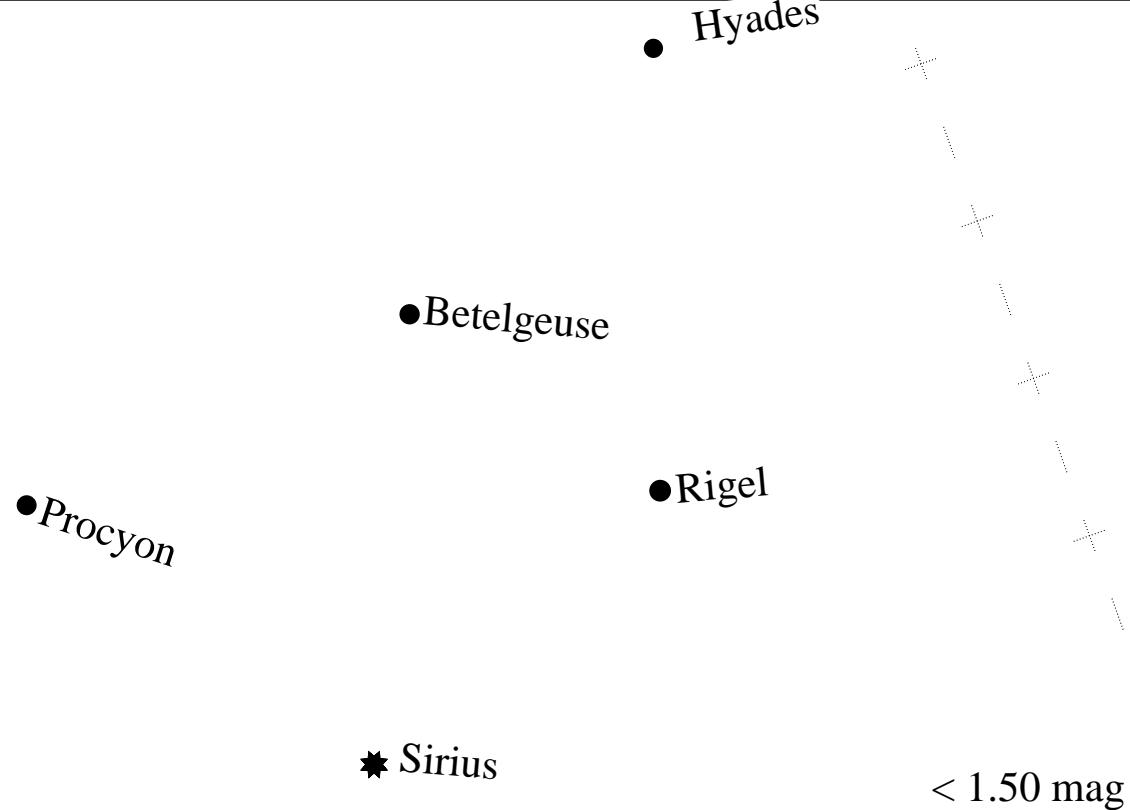 Hyades
Betelgeuse
Rigel
Procyon
Sirius
< 1.50 mag